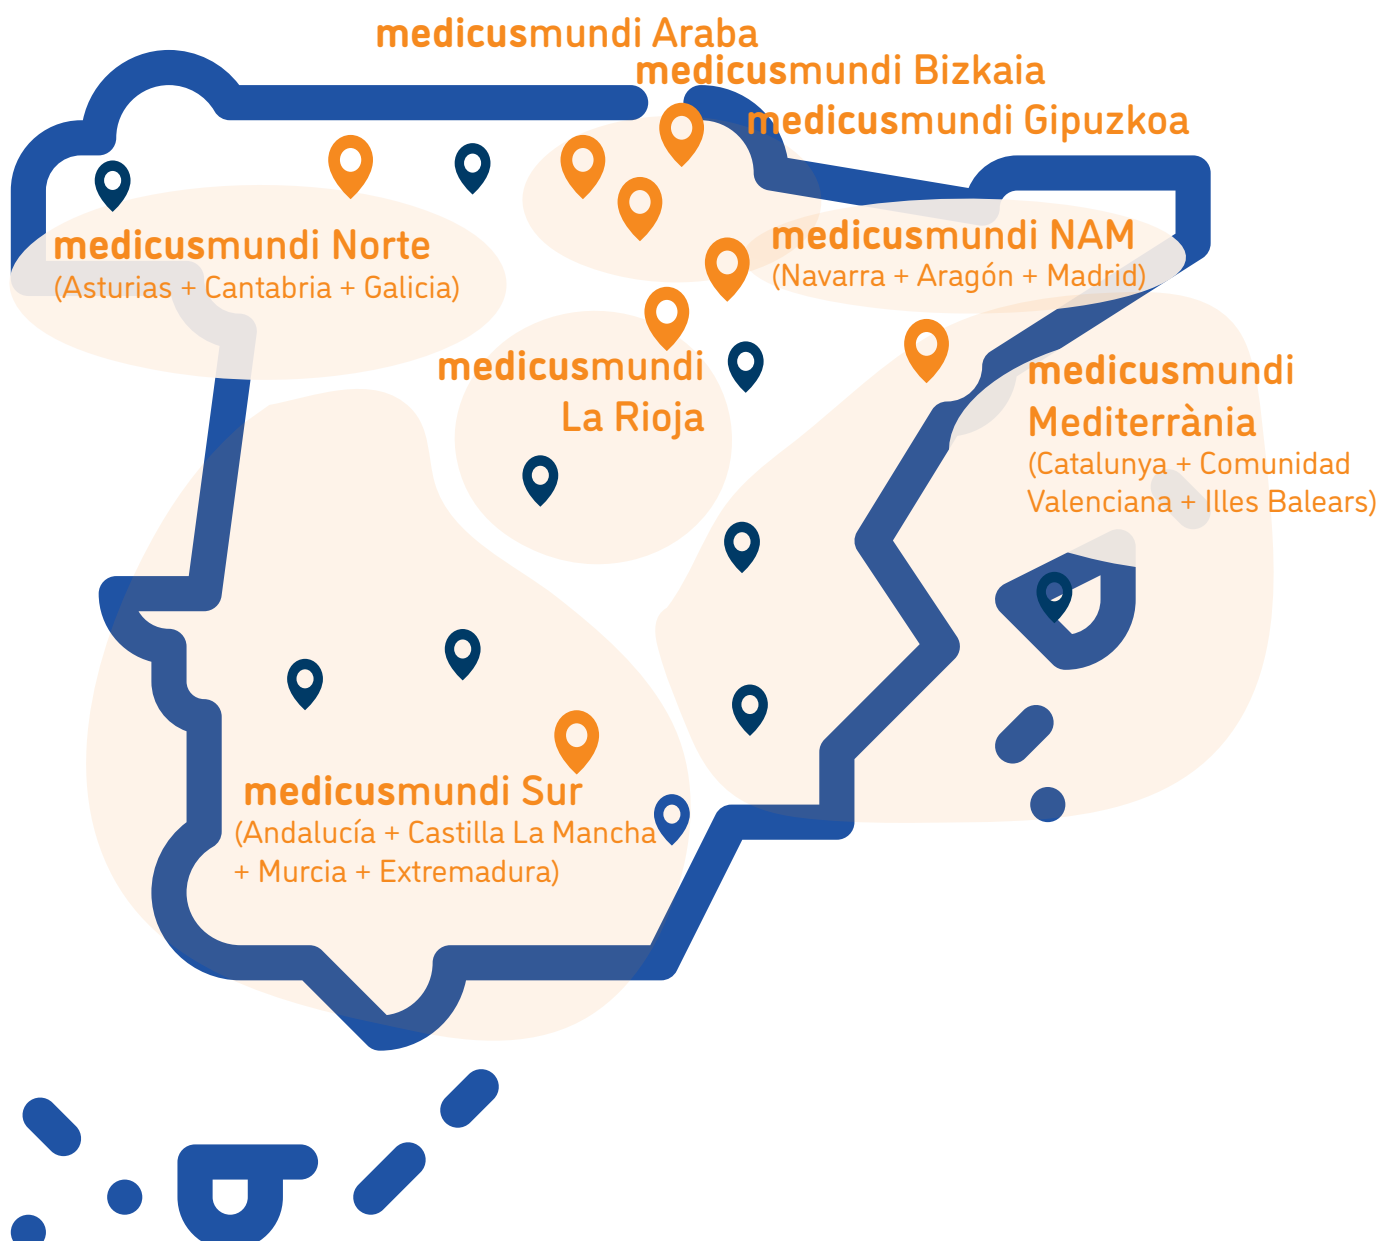 medicusmundi Araba
medicusmundi Bizkaia
medicusmundi Gipuzkoa
medicusmundi Norte
(Asturias + Cantabria + Galicia)
medicusmundi NAM
(Navarra + Aragón + Madrid)
medicusmundi
La Rioja
medicusmundi
Mediterrània
(Catalunya + Comunidad
Valenciana + Illes Balears)
medicusmundi Sur
(Andalucía + Castilla La Mancha
+ Murcia + Extremadura)